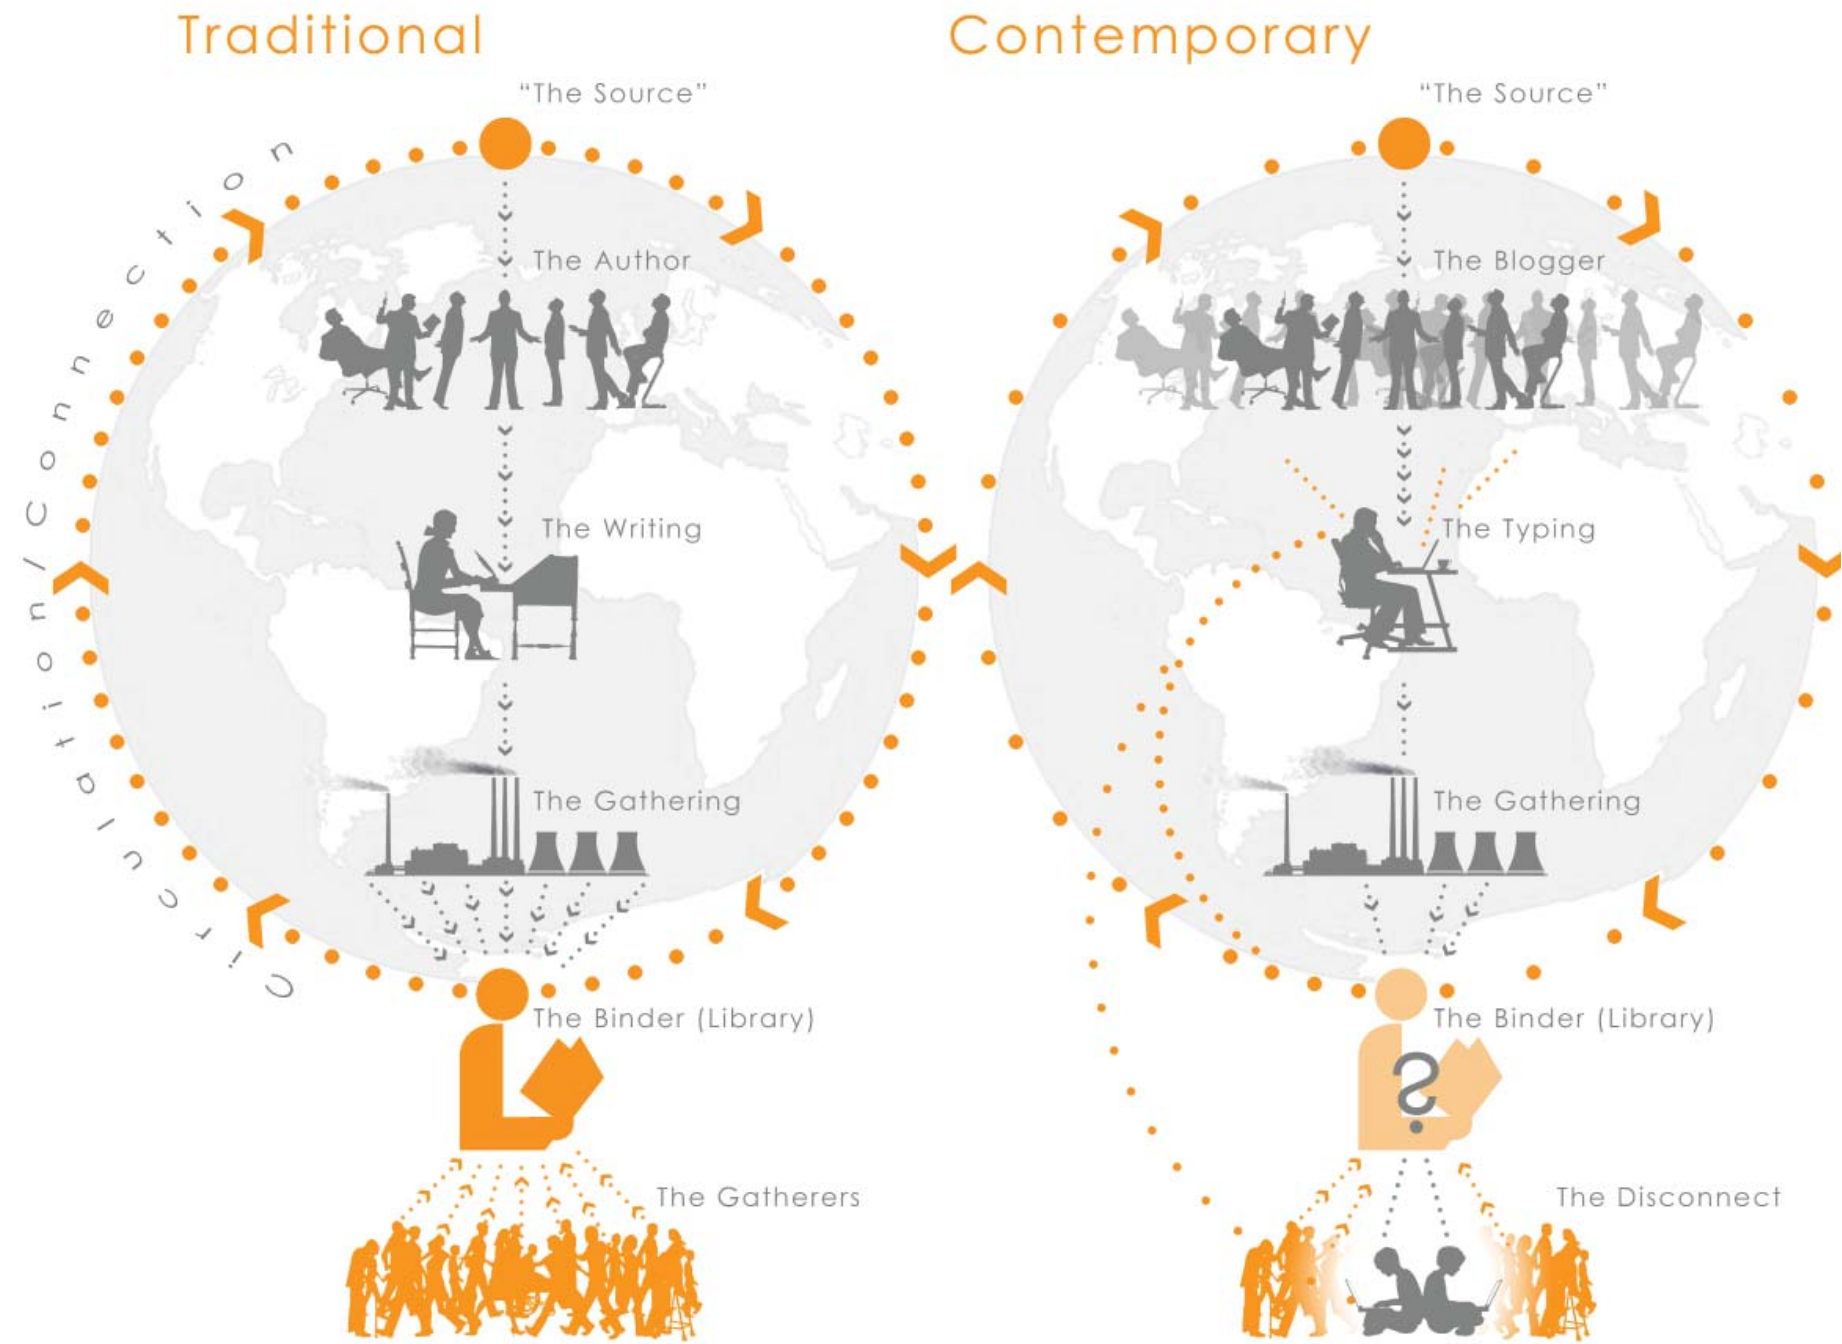 Traditional
"The Source"
Circulation/Connection
The Author
The Writing
The Gathering
The Binder (Library)
The Gatherers
Contemporary
"The Source"
The Blogger
The Typing
The Gathering
The Binder (Library)
?
The Disconnect